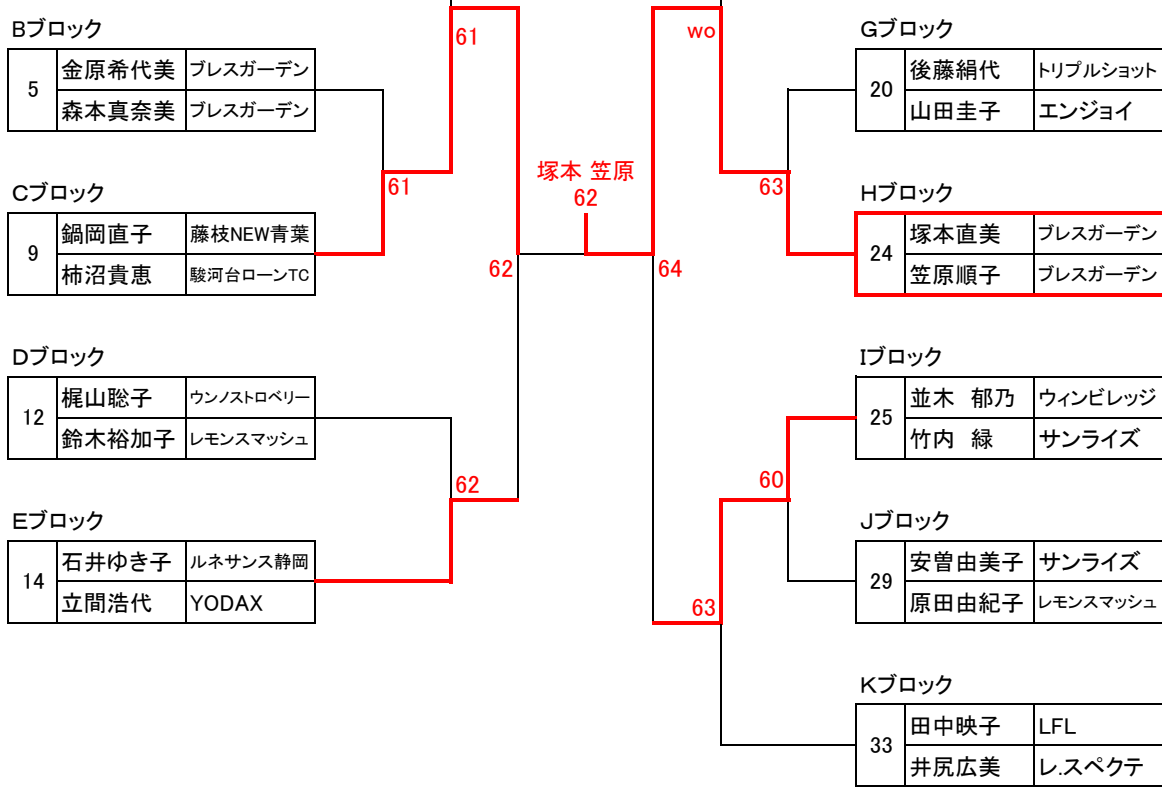 Bブロック
5
金原希代美 ブレスガーデン
森本真奈美 ブレスガーデン
Cブロック
9
鍋岡直子 藤枝NEW青葉
柿沼貴恵 駿河台ローンTC
Dブロック
12
梶山聡子 ウンノストロベリー
鈴木裕加子 レモンスマッシュ
Eブロック
14
石井ゆき子 ルネサンス静岡
立間浩代 YODAX
61
61
62
62
塚本 笠原
62
wo
63
64
60
63
Gブロック
20
後藤絹代 トリプルショット
山田圭子 エンジョイ
Hブロック
24
塚本直美 ブレスガーデン
笠原順子 ブレスガーデン
Iブロック
25
並木 郁乃 ウィンビレッジ
竹内 緑 サンライズ
Jブロック
29
安曽由美子 サンライズ
原田由紀子 レモンスマッシュ
Kブロック
33
田中映子 LFL
井尻広美 レ.スペクテ